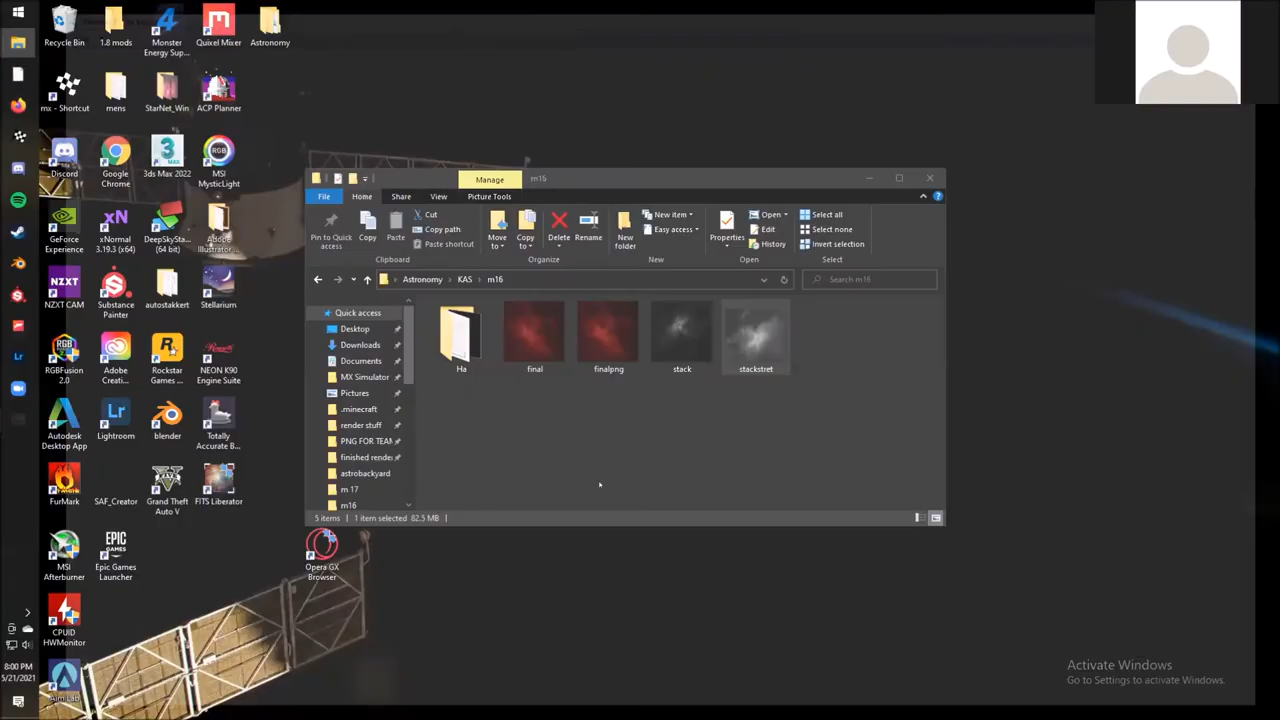 Recycle Bin
1.8 mods
Monster
Energy Sup...
Quixel Mixer
Astronomy
mx - Shortcut
mens
StarNet_Win
ACP Planner
Discord
Google
Chrome
3ds Max 2022
MSI
MysticLight
GeForce
Experience
xNormal
3.19.3 (x64)
DeepSkySta...
(64 bit)
Adobe
Illustrator...
NZXT CAM
Substance
Painter
autostakkert
Stellarium
RGBFusion
2.0
Adobe
Creati...
Rockstar
Games ...
NEON K90
Engine Suite
Autodesk
Desktop App
Lightroom
blender
Totally
Accurate B...
FurMark
SAF_Creator
Grand Theft
Auto V
FITS Liberator
MSI
Afterburner
Epic Games
Launcher
Opera GX
Browser
CPUID
HWMonitor
Aim Lab
8:00 PM
5/21/2021
Manage
m15
File
Home
Share
View
Picture Tools
Pin to Quick
access
Copy
Paste
Cut
Copy path
Paste shortcut
Clipboard
Move
to
Copy
to
Delete
Rename
Organize
New
folder
New item
Easy access
New
Properties
Open
Edit
History
Open
Select all
Select none
Invert selection
Select
Astronomy > KAS > m16
Search m16
Quick access
Desktop
Downloads
Documents
MX Simulator
Pictures
.minecraft
render stuff
PNG FOR TEAM
finished render
astrobackyard
m 17
m16
Ha
final
finalpng
stack
stackstret
5 items
1 item selected 82.5 MB
Activate Windows
Go to Settings to activate Windows.